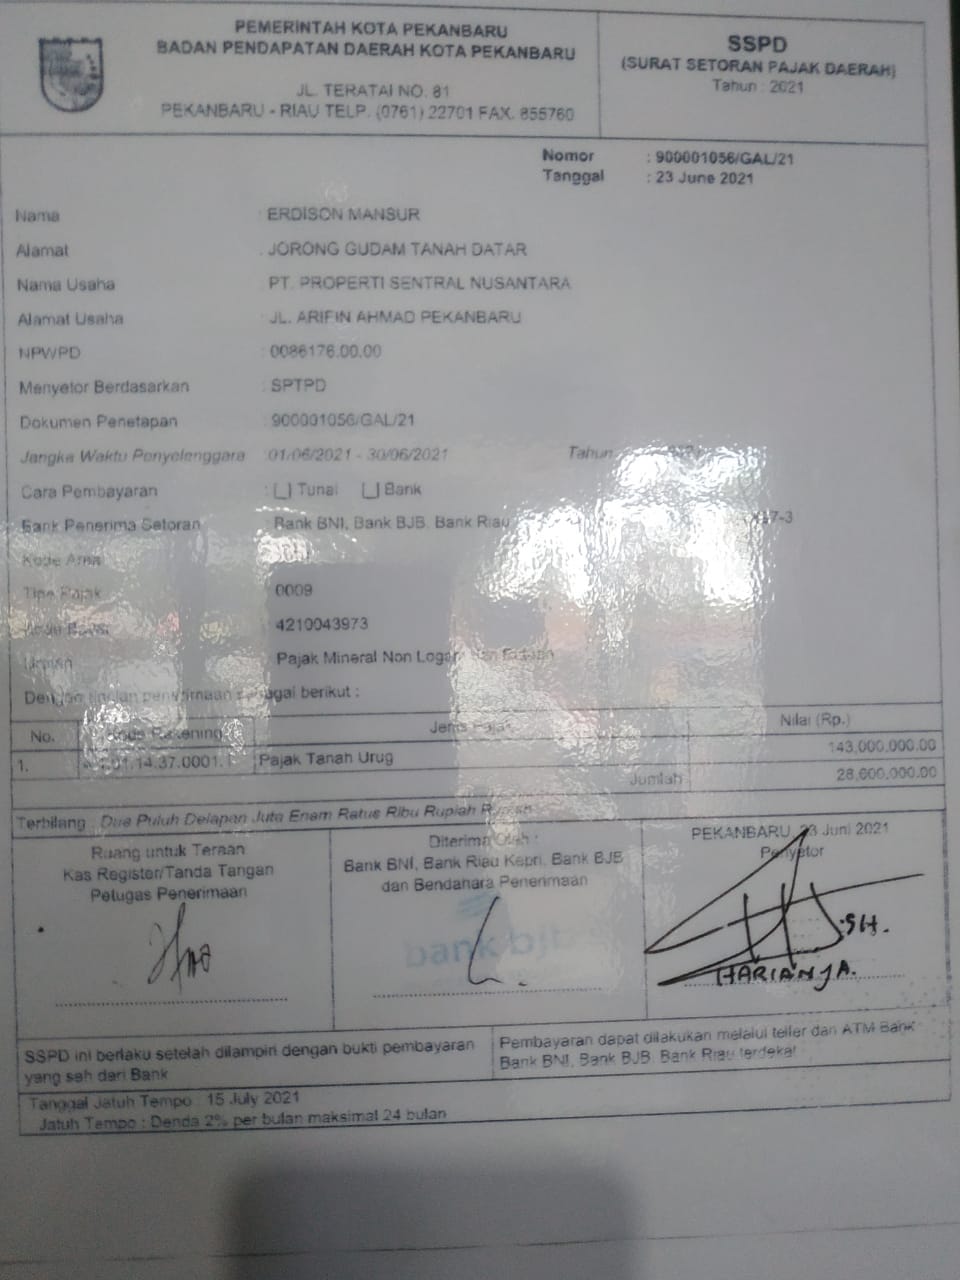 PEMERINTAH KOTA PEKANBARU
BADAN PENDAPATAN DAERAH KOTA PEKANBARU
JL. TERATAI NO. 81
PEKANBARU - RIAU TELP. (0761) 22701 FAX. 855760
SSPD
(SURAT SETORAN PAJAK DAERAH)
Tahun : 2021
Nomor : 900001056/GAL/21
Tanggal : 23 June 2021
Nama : ERDISON MANSUR
Alamat : JORONG GUDAM TANAH DATAR
Nama Usaha : PT. PROPERTI SENTRAL NUSANTARA
Alamat Usaha : JL. ARIFIN AHMAD PEKANBARU
NPWPD : 0086176.00.00
Menyetor Berdasarkan : SPTPD
Dokumen Penetapan : 900001056/GAL/21
Jangka Waktu Penyelenggara : 01/06/2021 - 30/06/2021 Tahun
Cara Pembayaran : Tunai Bank
Bank Penerima Setoran : Bank BNI, Bank BJB, Bank Riau
Kode Area
Tipe Pajak 0009
4210043973
Pajak Mineral Non Logam
Dengan penerimaan sebagai berikut :
No. Kode Rekening Jenis Pajak Nilai (Rp.)
1. Pajak Tanah Urug 143,000,000.00
Jumlah 28,600,000.00
Terbilang : Dua Puluh Delapan Juta Enam Ratus Ribu Rupiah
Ruang untuk Teraan
Kas Register/Tanda Tangan
Petugas Penerimaan
Diterima Oleh :
Bank BNI, Bank Riau Kepri, Bank BJB
dan Bendahara Penerimaan
bank bjb
PEKANBARU, 23 Juni 2021
Penyetor
SH.
HARIANJA.
SSPD ini berlaku setelah dilampiri dengan bukti pembayaran
yang sah dari Bank
Pembayaran dapat dilakukan melalui teller dan ATM Bank
Bank BNI, Bank BJB, Bank Riau terdekat
Tanggal Jatuh Tempo : 15 July 2021
Jatuh Tempo : Denda 2% per bulan maksimal 24 bulan